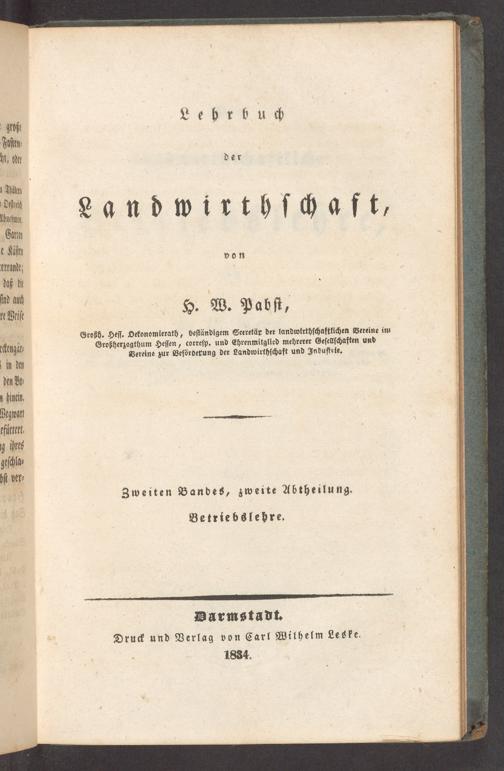 Lehrbuch
der
Landwirthschaft,
von
H. W. Pabst,
Großh. Hess. Oekonomierath, beständigem Secretär der landwirthschaftlichen Vereine im
Großherzogthum Hessen, corresp. und Ehrenmitglied mehrerer Gesellschaften und
Vereine zur Beförderung der Landwirthschaft und Industrie.
Zweiten Bandes, zweite Abtheilung.
Betriebslehre.
Darmstadt.
Druck und Verlag von Carl Wilhelm Leske.
1834.